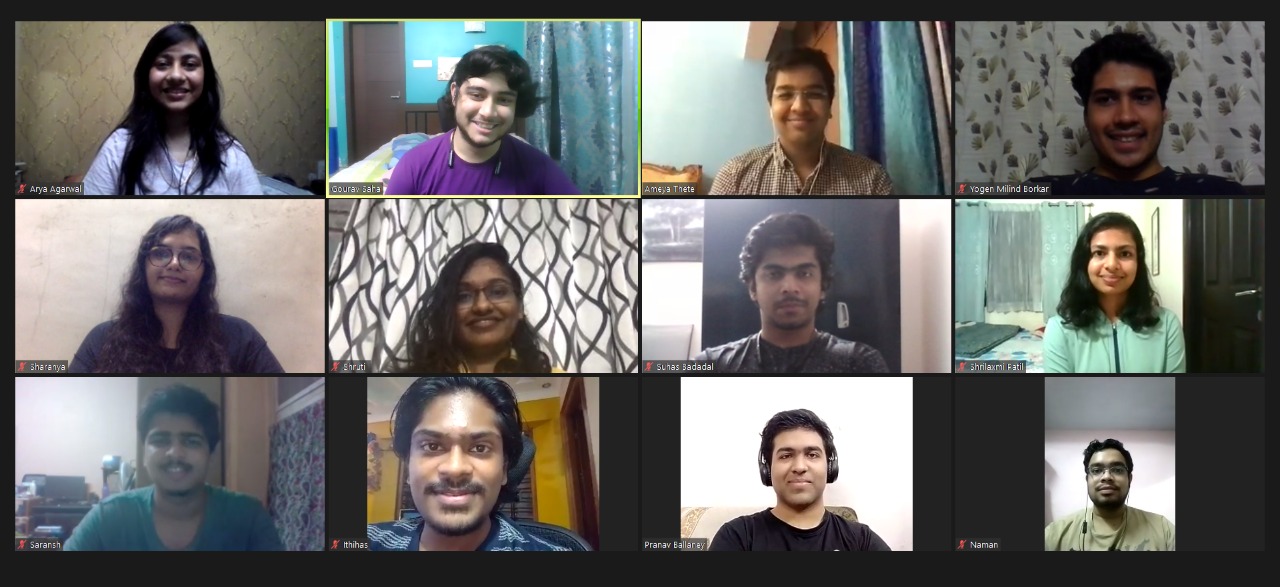 Arya Agarwal
Gourav Saha
Ameya Thete
Yogen Milind Borkar
Sharanya
Shruti
Suhas Badadal
Shrilaxmi Patil
Saransh
Ithihas
Pranav Ballaney
Naman